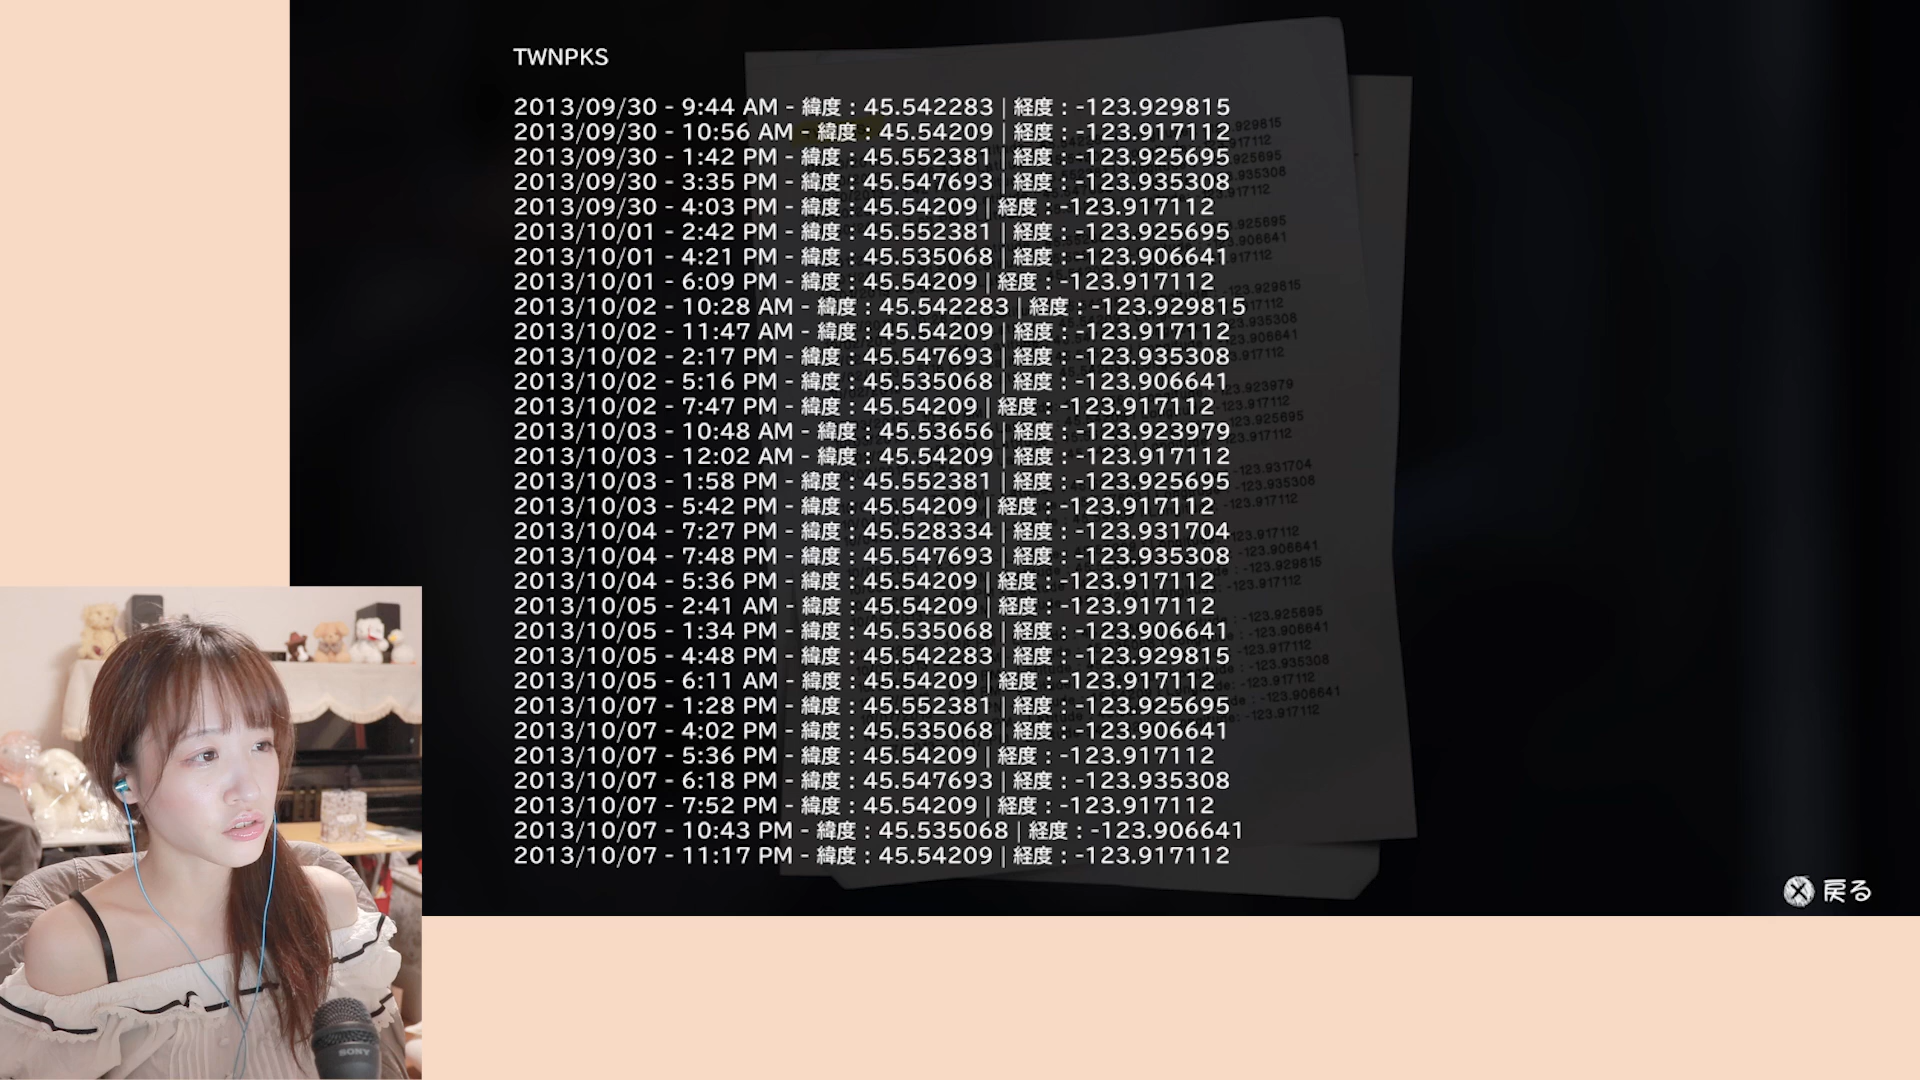 TWNPKS
2013/09/30 - 9:44 AM - 緯度 : 45.542283 | 経度 : -123.929815
2013/09/30 - 10:56 AM - 緯度 : 45.54209 | 経度 : -123.917112
2013/09/30 - 1:42 PM - 緯度 : 45.552381 | 経度 : -123.925695
2013/09/30 - 3:35 PM - 緯度 : 45.547693 | 経度 : -123.935308
2013/09/30 - 4:03 PM - 緯度 : 45.54209 | 経度 : -123.917112
2013/10/01 - 2:42 PM - 緯度 : 45.552381 | 経度 : -123.925695
2013/10/01 - 4:21 PM - 緯度 : 45.535068 | 経度 : -123.906641
2013/10/01 - 6:09 PM - 緯度 : 45.54209 | 経度 : -123.917112
2013/10/02 - 10:28 AM - 緯度 : 45.542283 | 経度 : -123.929815
2013/10/02 - 11:47 AM - 緯度 : 45.54209 | 経度 : -123.917112
2013/10/02 - 2:17 PM - 緯度 : 45.547693 | 経度 : -123.935308
2013/10/02 - 5:16 PM - 緯度 : 45.535068 | 経度 : -123.906641
2013/10/02 - 7:47 PM - 緯度 : 45.54209 | 経度 : -123.917112
2013/10/03 - 10:48 AM - 緯度 : 45.53656 | 経度 : -123.923979
2013/10/03 - 12:02 AM - 緯度 : 45.54209 | 経度 : -123.917112
2013/10/03 - 1:58 PM - 緯度 : 45.552381 | 経度 : -123.925695
2013/10/03 - 5:42 PM - 緯度 : 45.54209 | 経度 : -123.917112
2013/10/04 - 7:27 PM - 緯度 : 45.528334 | 経度 : -123.931704
2013/10/04 - 7:48 PM - 緯度 : 45.547693 | 経度 : -123.935308
2013/10/04 - 5:36 PM - 緯度 : 45.54209 | 経度 : -123.917112
2013/10/05 - 2:41 AM - 緯度 : 45.54209 | 経度 : -123.917112
2013/10/05 - 1:34 PM - 緯度 : 45.535068 | 経度 : -123.906641
2013/10/05 - 4:48 PM - 緯度 : 45.542283 | 経度 : -123.929815
2013/10/05 - 6:11 AM - 緯度 : 45.54209 | 経度 : -123.917112
2013/10/07 - 1:28 PM - 緯度 : 45.552381 | 経度 : -123.925695
2013/10/07 - 4:02 PM - 緯度 : 45.535068 | 経度 : -123.906641
2013/10/07 - 5:36 PM - 緯度 : 45.54209 | 経度 : -123.917112
2013/10/07 - 6:18 PM - 緯度 : 45.547693 | 経度 : -123.935308
2013/10/07 - 7:52 PM - 緯度 : 45.54209 | 経度 : -123.917112
2013/10/07 - 10:43 PM - 緯度 : 45.535068 | 経度 : -123.906641
2013/10/07 - 11:17 PM - 緯度 : 45.54209 | 経度 : -123.917112
戻る
SONY